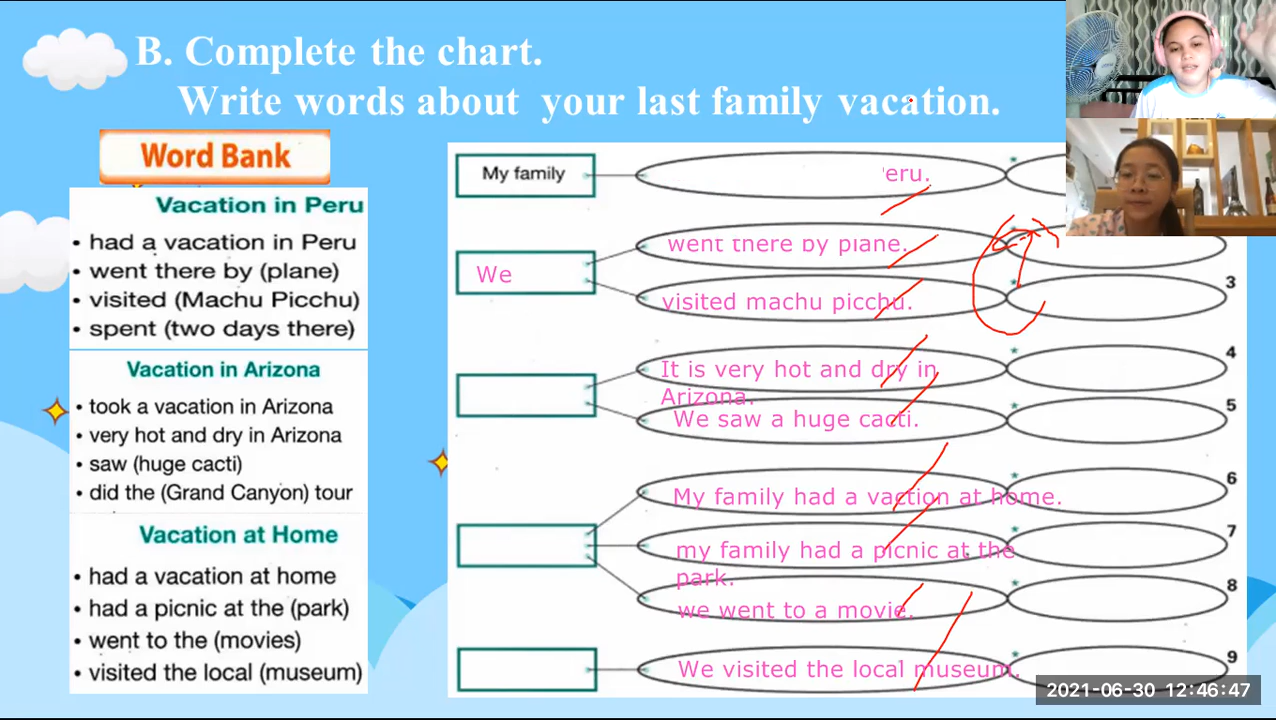 B. Complete the chart.
Write words about your last family vacation.
Word Bank
Vacation in Peru
• had a vacation in Peru
• went there by (plane)
• visited (Machu Picchu)
• spent (two days there)
Vacation in Arizona
• took a vacation in Arizona
• very hot and dry in Arizona
• saw (huge cacti)
• did the (Grand Canyon) tour
Vacation at Home
• had a vacation at home
• had a picnic at the (park)
• went to the (movies)
• visited the local (museum)
My family
eru.
went there by plane.
We
visited machu picchu.
3
It is very hot and dry in
Arizona.
4
We saw a huge cacti.
5
My family had a vaction at home.
6
my family had a picnic at the
park.
7
we went to a movie.
8
We visited the local museum.
9
2021-06-30 12:46:47